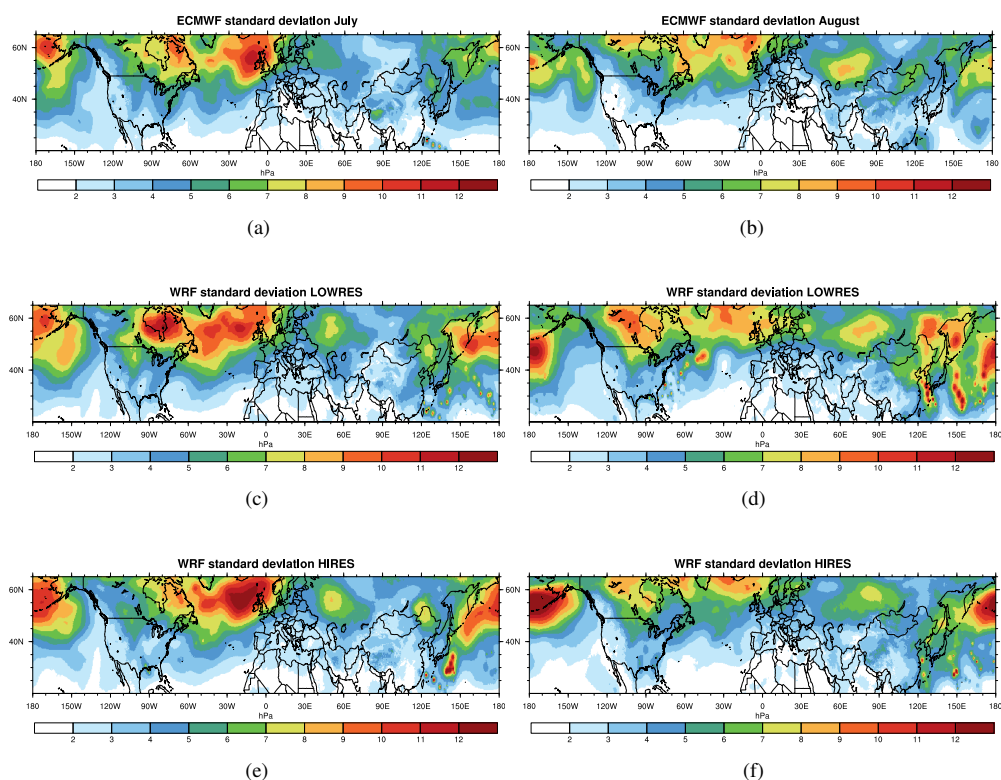 ECMWF standard devIation July
60N
40N
180 150W 120W 90W 60W 30W 0 30E 60E 90E 120E 150E 180
hPa
2 3 4 5 6 7 8 9 10 11 12
(a)
ECMWF standard devIation August
60N
40N
180 150W 120W 90W 60W 30W 0 30E 60E 90E 120E 150E 180
hPa
2 3 4 5 6 7 8 9 10 11 12
(b)
WRF standard deviation LOWRES
60N
40N
180 150W 120W 90W 60W 30W 0 30E 60E 90E 120E 150E 180
hPa
2 3 4 5 6 7 8 9 10 11 12
(c)
WRF standard deviation LOWRES
60N
40N
180 150W 120W 90W 60W 30W 0 30E 60E 90E 120E 150E 180
hPa
2 3 4 5 6 7 8 9 10 11 12
(d)
WRF standard deviation HIRES
60N
40N
180 150W 120W 90W 60W 30W 0 30E 60E 90E 120E 150E 180
hPa
2 3 4 5 6 7 8 9 10 11 12
(e)
WRF standard deviation HIRES
60N
40N
180 150W 120W 90W 60W 30W 0 30E 60E 90E 120E 150E 180
hPa
2 3 4 5 6 7 8 9 10 11 12
(f)